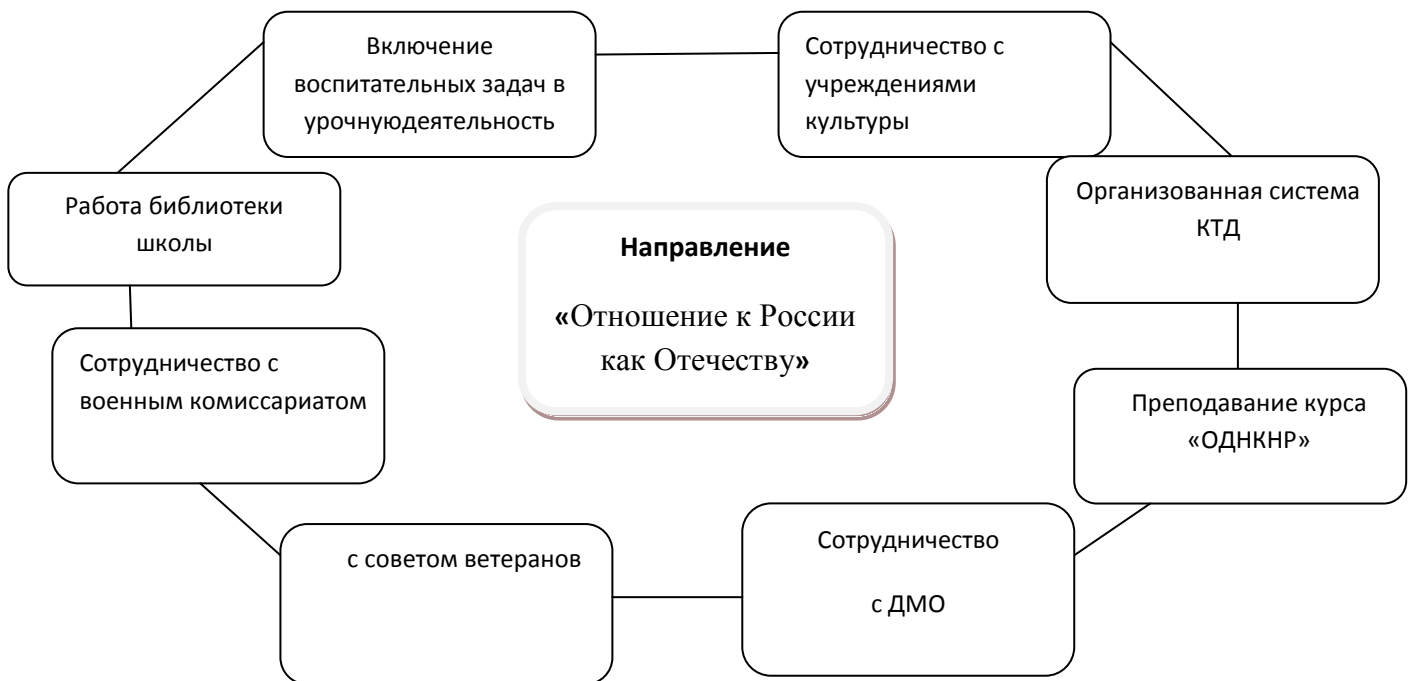 Включение
воспитательных задач в
урочнуюдеятельность
Сотрудничество с
учреждениями
культуры
Работа библиотеки
школы
Организованная система
КТД
Направление
«Отношение к России
как Отечеству»
Сотрудничество с
военным комиссариатом
Преподавание курса
«ОДНКНР»
с советом ветеранов
Сотрудничество
с ДМО